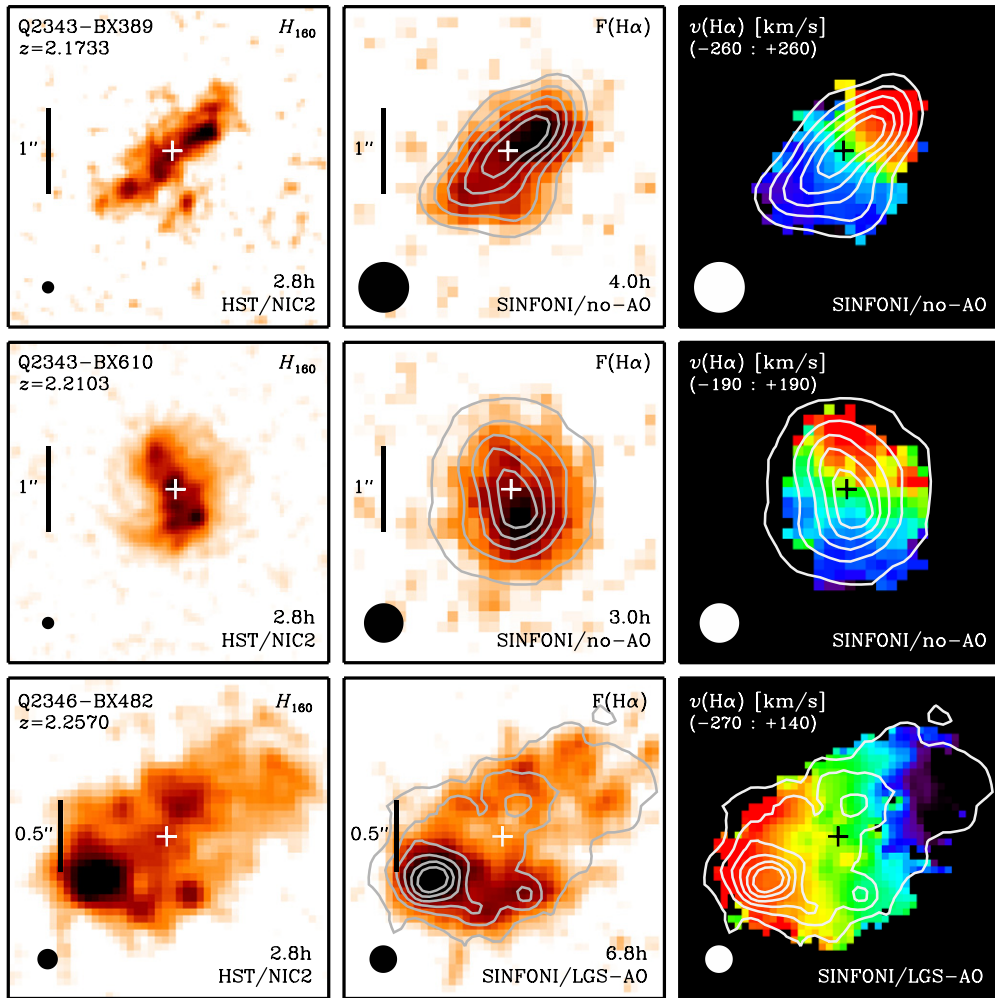 Q2343-BX389 H160
z=2.1733
1″
2.8h
HST/NIC2
F(Hα)
1″
4.0h
SINFONI/no-AO
v(Hα) [km/s]
(-260 : +260)
SINFONI/no-AO
Q2343-BX610 H160
z=2.2103
1″
2.8h
HST/NIC2
F(Hα)
1″
3.0h
SINFONI/no-AO
v(Hα) [km/s]
(-190 : +190)
SINFONI/no-AO
Q2346-BX482 H160
z=2.2570
0.5″
2.8h
HST/NIC2
F(Hα)
0.5″
6.8h
SINFONI/LGS-AO
v(Hα) [km/s]
(-270 : +140)
SINFONI/LGS-AO